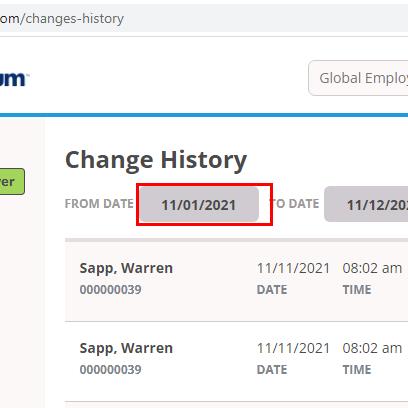 om/changes-history
um
Global Employ
er
Change History
FROM DATE 11/01/2021 TO DATE 11/12/202
Sapp, Warren 11/11/2021 08:02 am
000000039 DATE TIME
Sapp, Warren 11/11/2021 08:02 am
000000039 DATE TIME